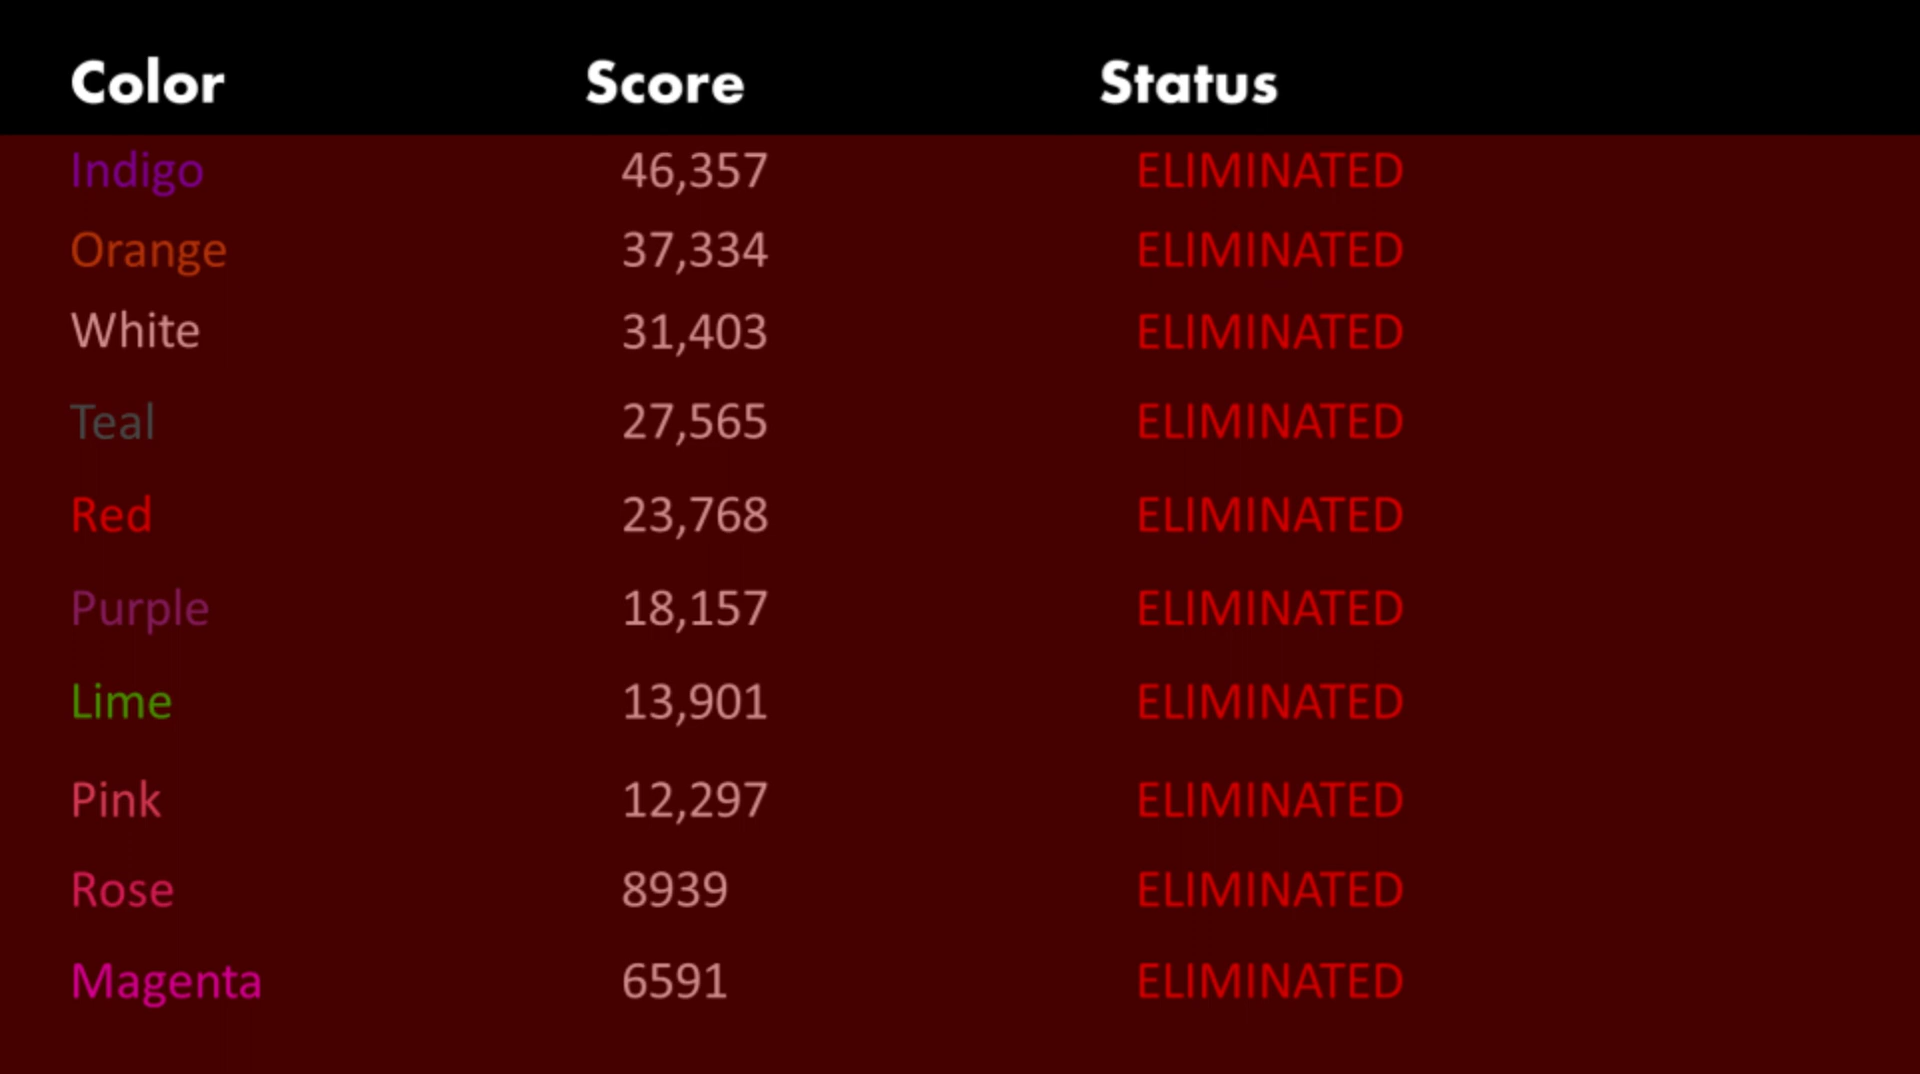 Color Score Status
Indigo 46,357 ELIMINATED
Orange 37,334 ELIMINATED
White 31,403 ELIMINATED
Teal 27,565 ELIMINATED
Red 23,768 ELIMINATED
Purple 18,157 ELIMINATED
Lime 13,901 ELIMINATED
Pink 12,297 ELIMINATED
Rose 8939 ELIMINATED
Magenta 6591 ELIMINATED